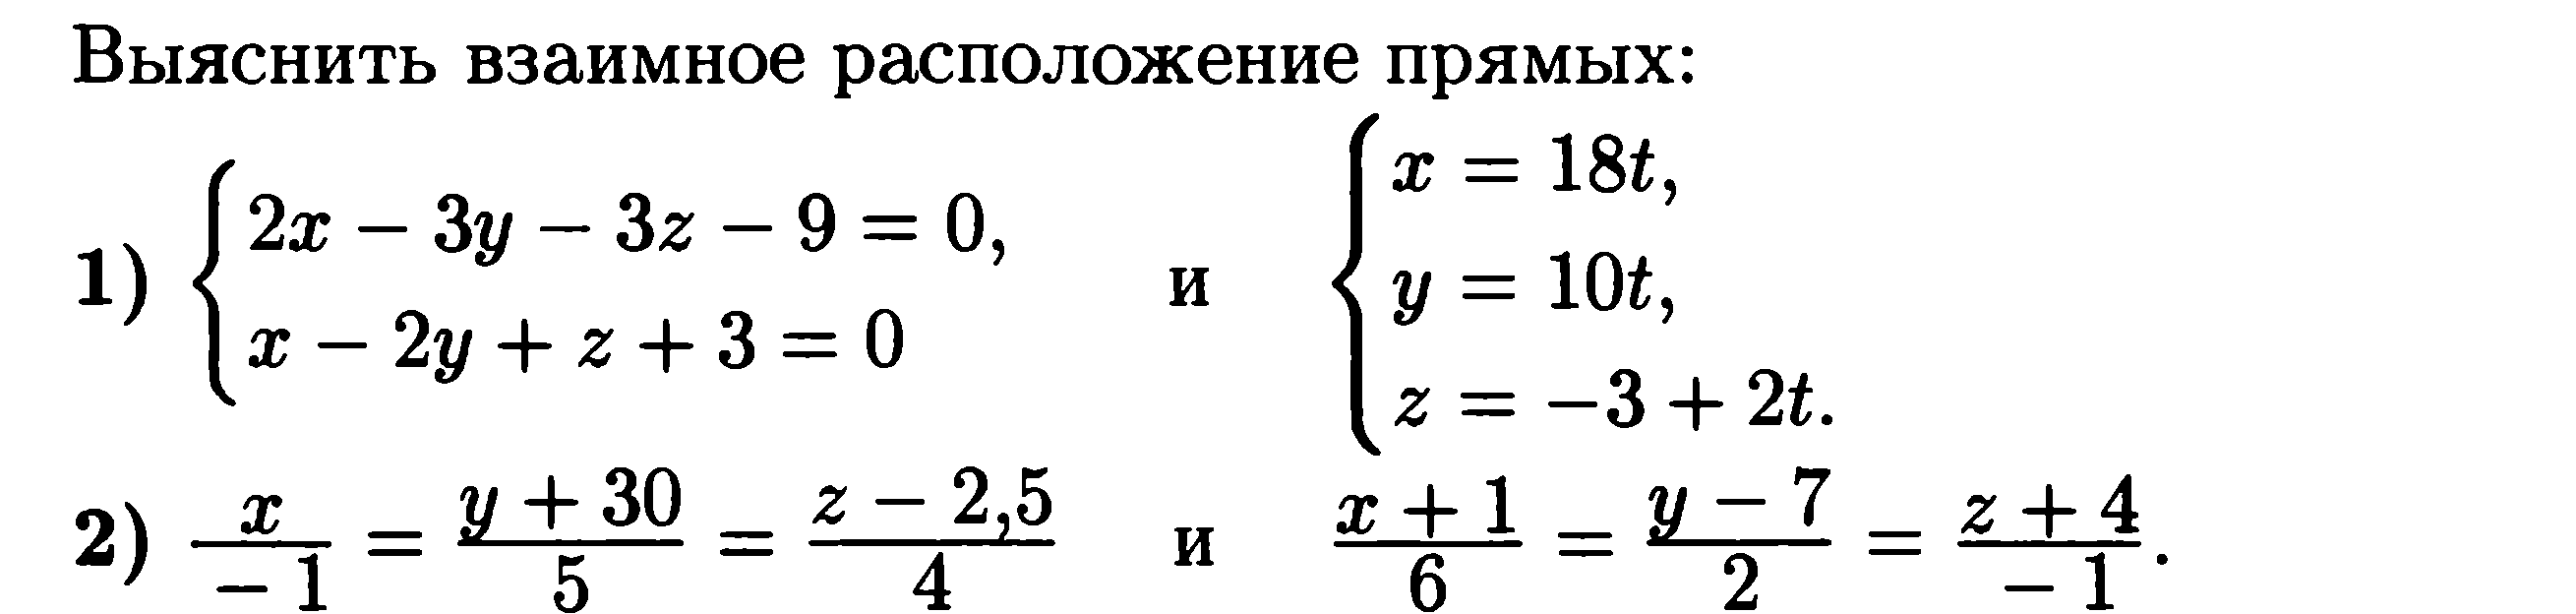 Выяснить взаимное расположение прямых:
1) { 2x − 3y − 3z − 9 = 0, x − 2y + z + 3 = 0 и { x = 18t, y = 10t, z = −3 + 2t.
2) x/−1 = (y + 30)/5 = (z − 2,5)/4 и (x + 1)/6 = (y − 7)/2 = (z + 4)/−1.